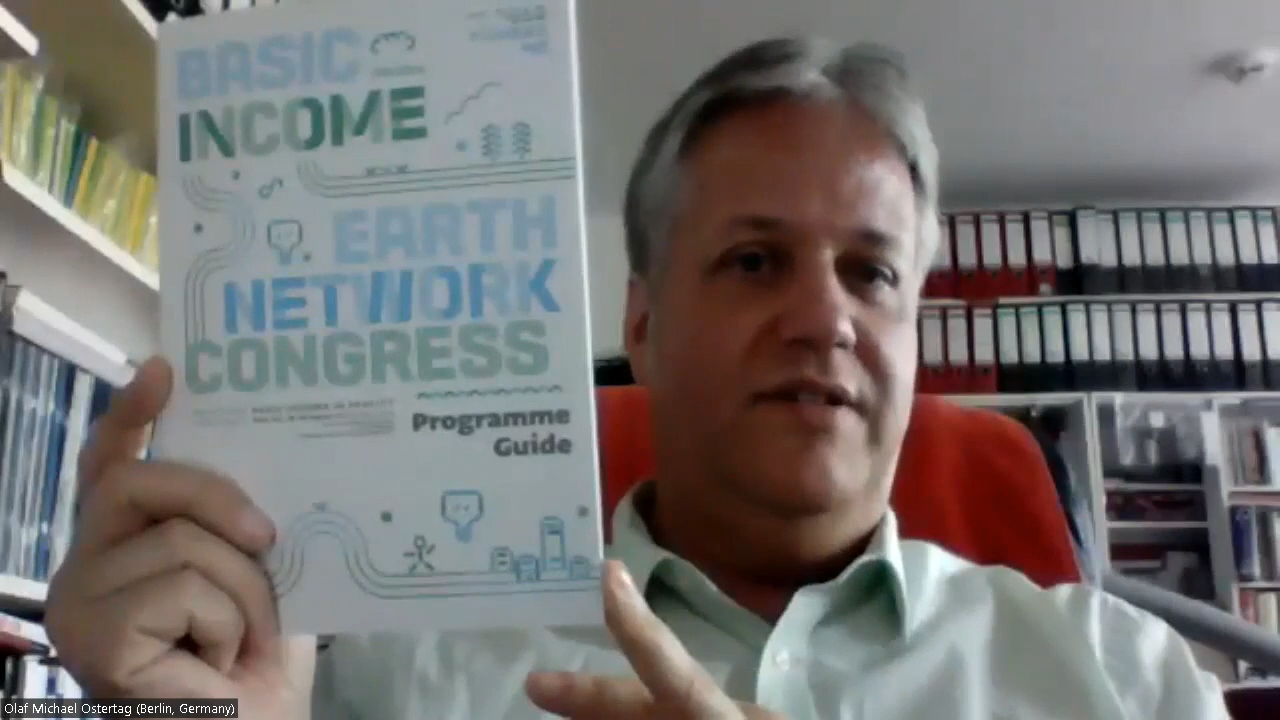 BASIC
INCOME
EARTH
NETWORK
CONGRESS
Programme
Guide
Olaf Michael Ostertag (Berlin, Germany)